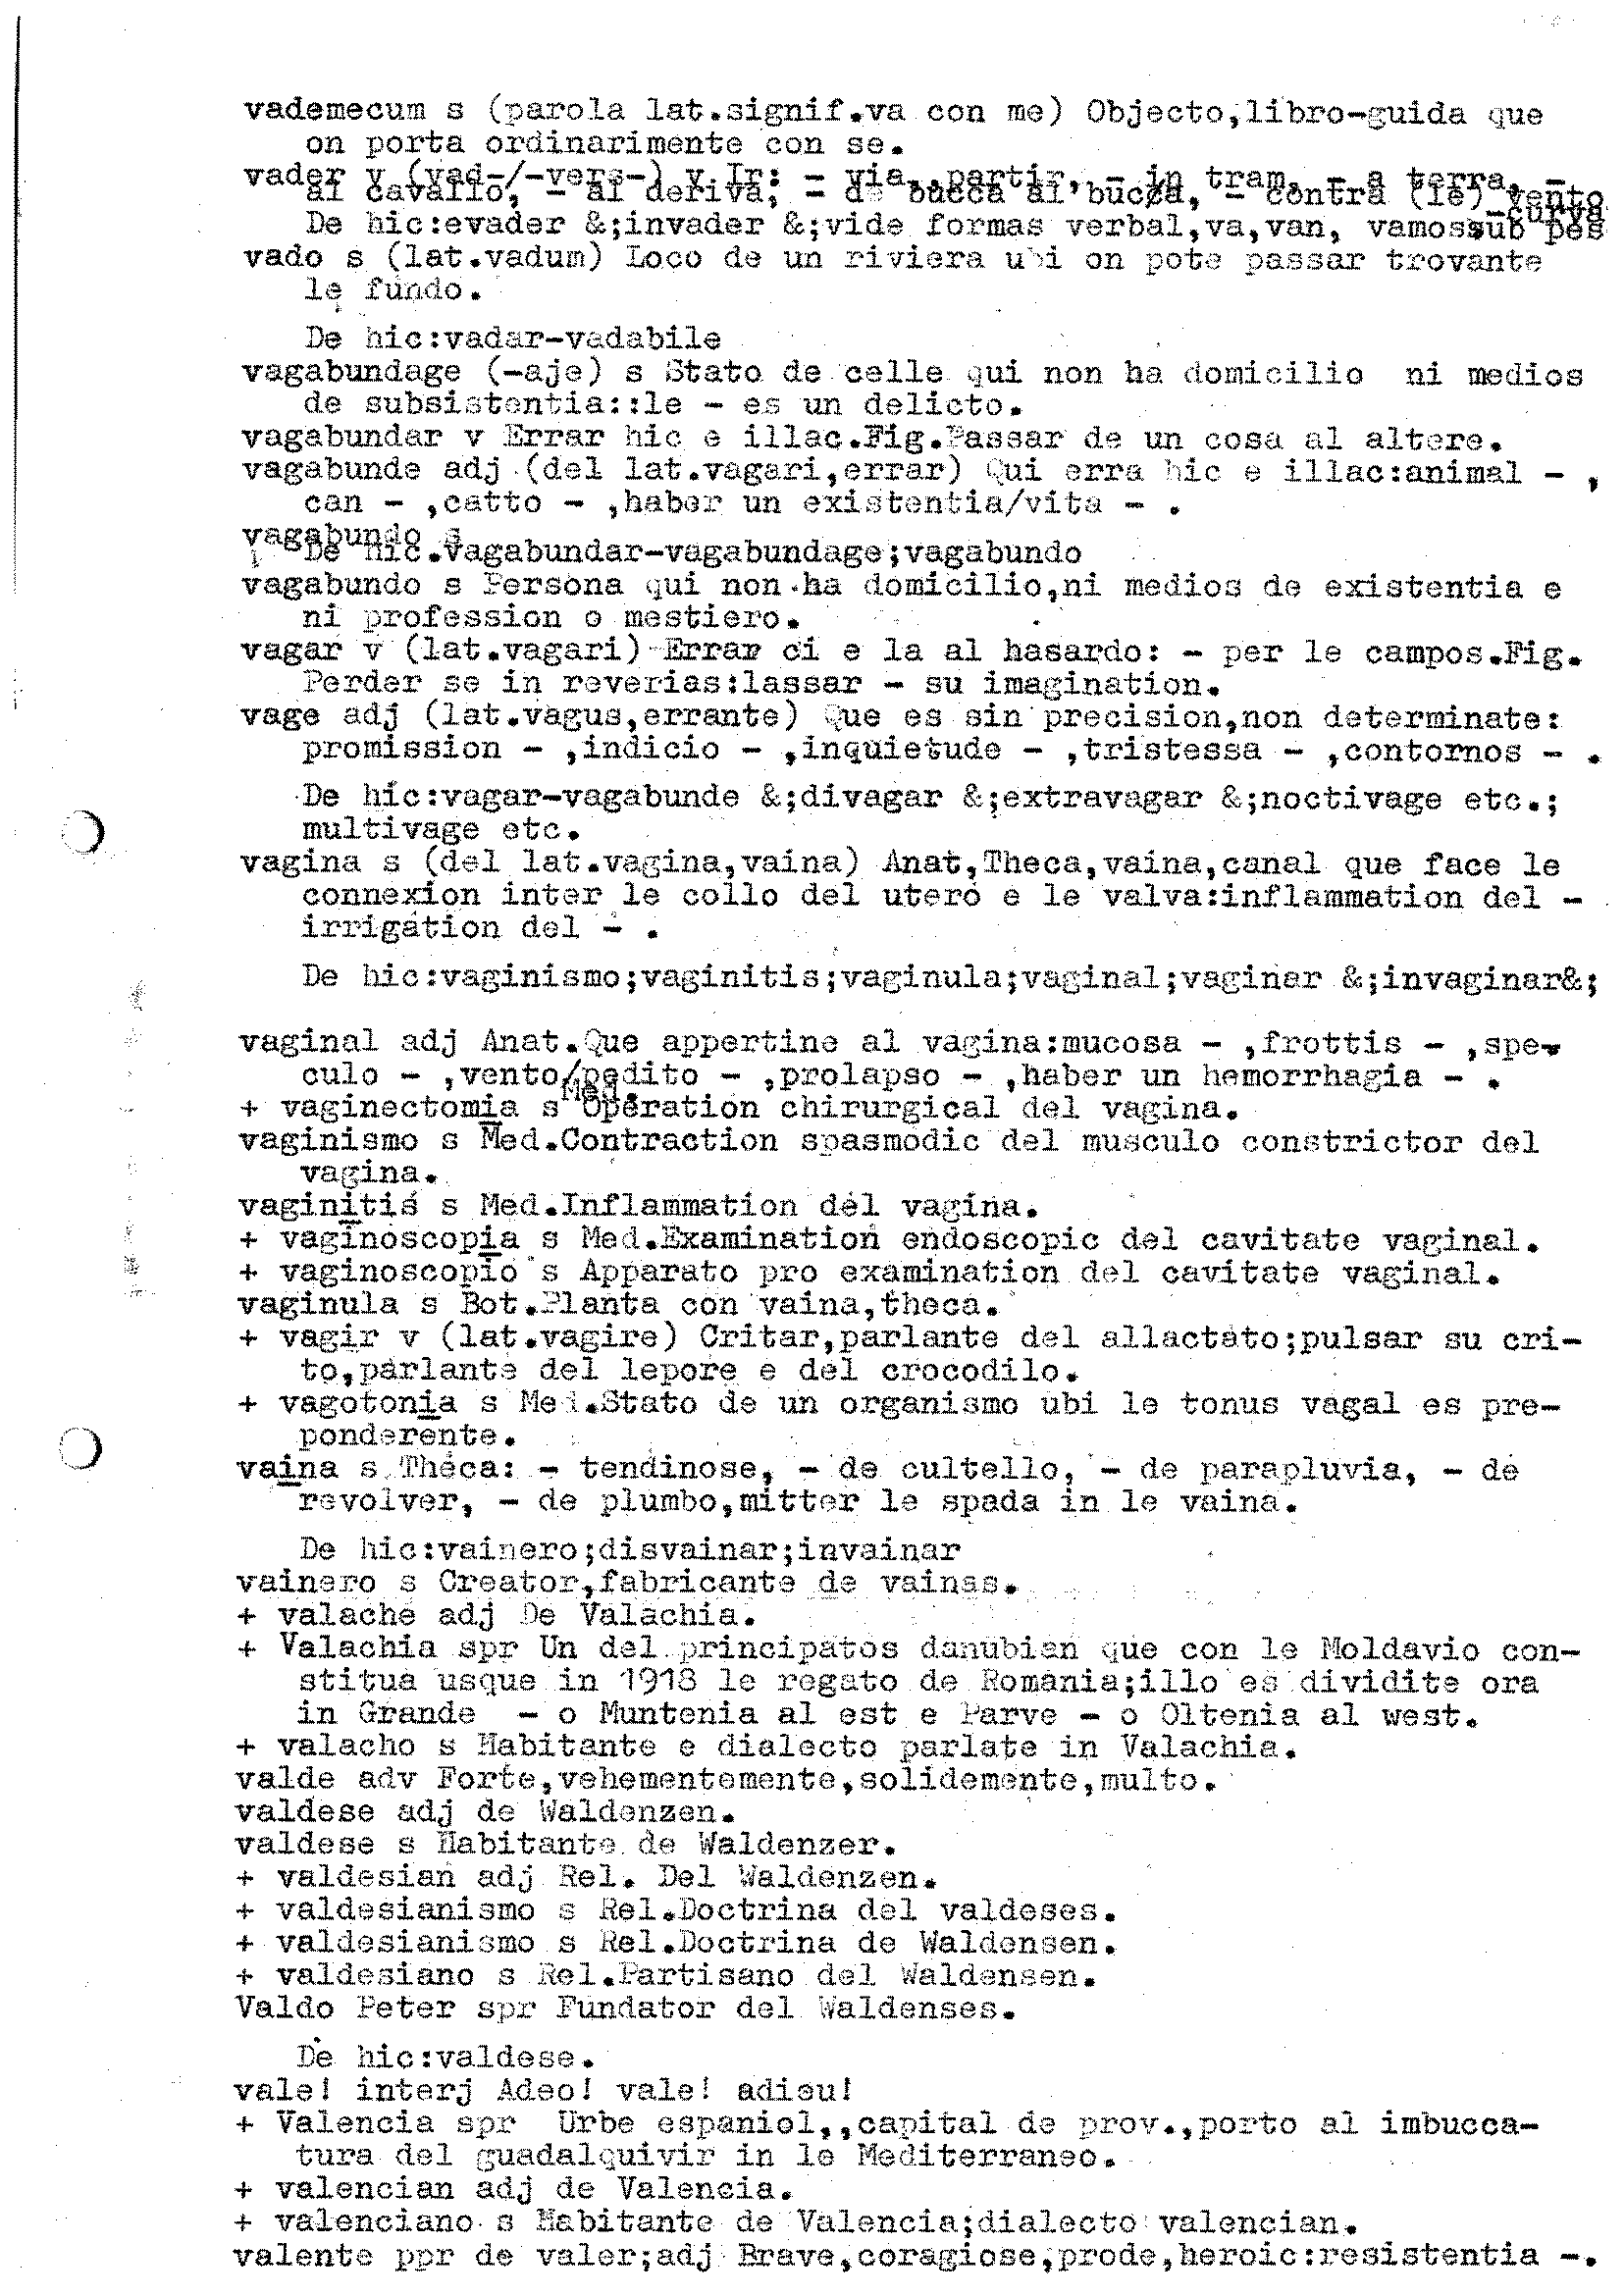 vademecum s (parola lat.signif.va con me) Objecto,libro-guida que
on porta ordinarimente con se.
vader v (vad-/-vers-) v Ir: - via, partir, - in tram, - a terra, -
al cavallo, - al deriva; - de bucca al bucca, - contra (le) vento
-curva
De hic:evader &;invader &;vide formas verbal,va,van, vamos sub pes
vado s (lat.vadum) Loco de un riviera ubi on pote passar trovante
le fundo.
De hic:vadar-vadabile
vagabundage (-aje) s Stato de celle qui non ha domicilio ni medios
de subsistentia::le - es un delicto.
vagabundar v Errar hic e illac.Fig.Passar de un cosa al altere.
vagabunde adj (del lat.vagari,errar) Qui erra hic e illac:animal - ,
can - ,catto - ,haber un existentia/vita - .
vagabundo s
De hic.vagabundar-vagabundage;vagabundo
vagabundo s Persona qui non ha domicilio,ni medios de existentia e
ni profession o mestiero.
vagar v (lat.vagari) Errar ci e la al hasardo: - per le campos.Fig.
Perder se in reverias:lassar - su imagination.
vage adj (lat.vagus,errante) Que es sin precision,non determinate:
promission - ,indicio - ,inquietude - ,tristessa - ,contornos - .
De hic:vagar-vagabunde &;divagar &;extravagar &;noctivage etc.;
multivage etc.
vagina s (del lat.vagina,vaina) Anat,Theca,vaina,canal que face le
connexion inter le collo del utero e le valva:inflammation del -
irrigation del - .
De hic:vaginismo;vaginitis;vaginula;vaginal;vaginar &;invaginar&;
vaginal adj Anat.Que appertine al vagina:mucosa - ,frottis - ,spe-
culo - ,vento/pedito - ,prolapso - ,haber un hemorrhagia - .
+ vaginectomia s Med. Operation chirurgical del vagina.
vaginismo s Med.Contraction spasmodic del musculo constrictor del
vagina.
vaginitis s Med.Inflammation del vagina.
+ vaginoscopia s Med.Examination endoscopic del cavitate vaginal.
+ vaginoscopio s Apparato pro examination del cavitate vaginal.
vaginula s Bot.Planta con vaina,theca.
+ vagir v (lat.vagire) Critar,parlante del allactato;pulsar su cri-
to,parlante del lepore e del crocodilo.
+ vagotonia s Med.Stato de un organismo ubi le tonus vagal es pre-
ponderente.
vaina s Theca: - tendinose, - de cultello, - de parapluvia, - de
revolver, - de plumbo,mitter le spada in le vaina.
De hic:vainero;disvainar;invainar
vainero s Creator,fabricante de vainas.
+ valache adj De Valachia.
+ Valachia spr Un del principatos danubian que con le Moldavio con-
stitua usque in 1918 le regato de Romania;illo es dividite ora
in Grande - o Muntenia al est e Parve - o Oltenia al west.
+ valacho s Habitante e dialecto parlate in Valachia.
valde adv Forte,vehementemente,solidemente,multo.
valdese adj de Waldenzen.
valdese s Habitante de Waldenzer.
+ valdesian adj Rel. Del Waldenzen.
+ valdesianismo s Rel.Doctrina del valdeses.
+ valdesianismo s Rel.Doctrina de Waldensen.
+ valdesiano s Rel.Partisano del Waldensen.
Valdo Peter spr Fundator del Waldenses.
De hic:valdese.
vale! interj Adeo! vale! adieu!
+ Valencia spr Urbe espaniol,,capital de prov.,porto al imbucca-
tura del guadalquivir in le Mediterraneo.
+ valencian adj de Valencia.
+ valenciano s Habitante de Valencia;dialecto valencian.
valente ppr de valer;adj Brave,coragiose,prode,heroic:resistentia -.